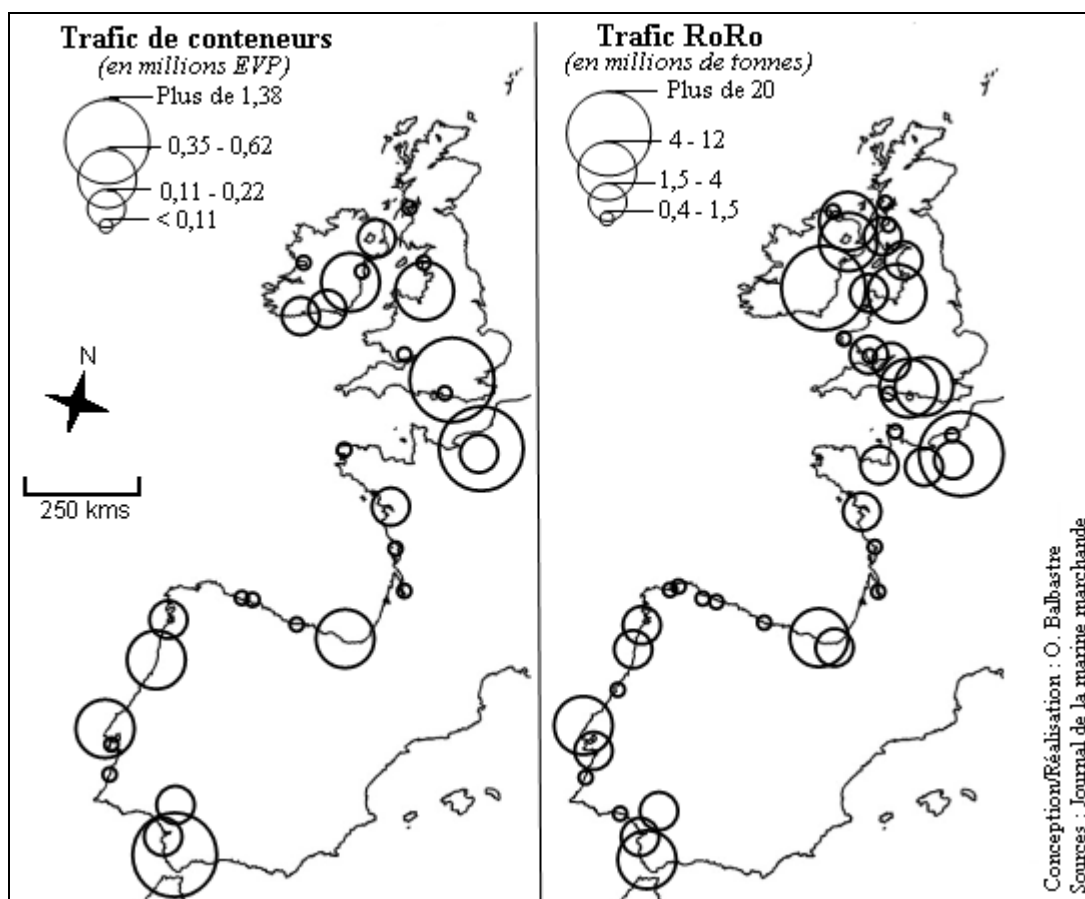 Trafic de conteneurs
(en millions EVP)
Plus de 1,38
0,35 - 0,62
0,11 - 0,22
< 0,11
N
250 kms
Trafic RoRo
(en millions de tonnes)
Plus de 20
4 - 12
1,5 - 4
0,4 - 1,5
Conception/Réalisation : O. Balbastre
Sources : Journal de la marine marchande